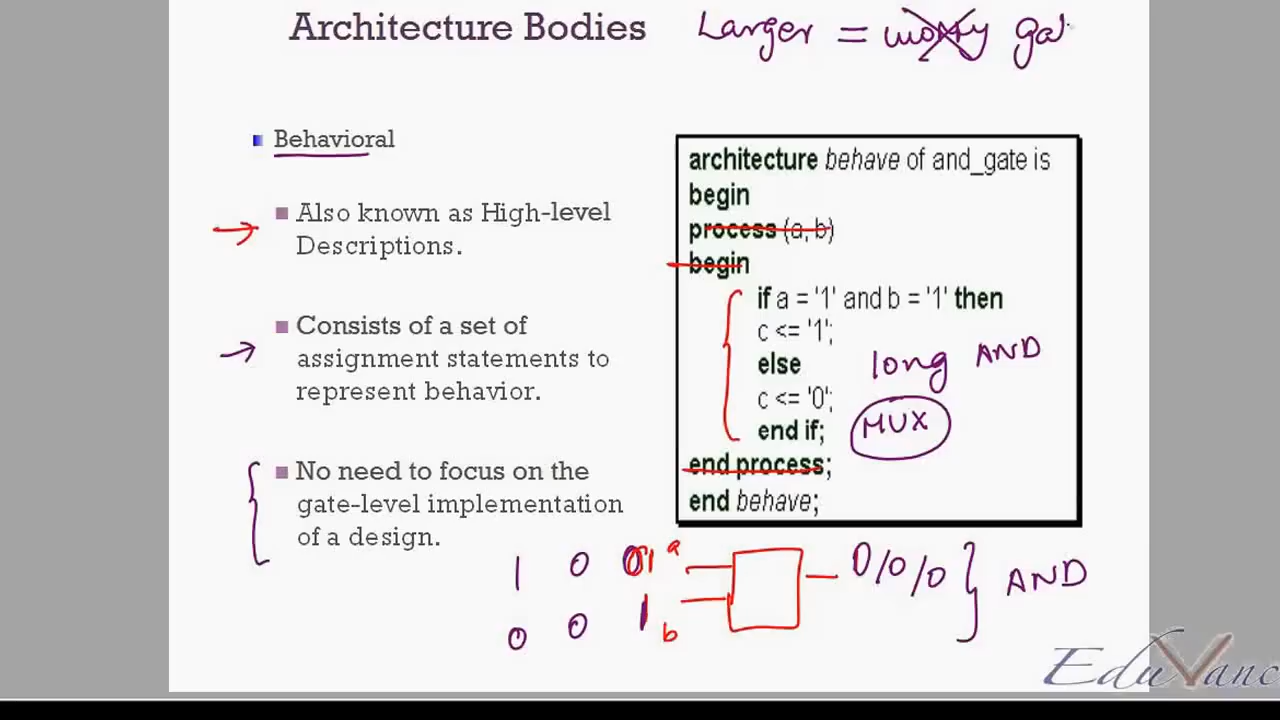 Architecture Bodies
Larger = gat
Behavioral
Also known as High-level
Descriptions.
Consists of a set of
assignment statements to
represent behavior.
No need to focus on the
gate-level implementation
of a design.
architecture behave of and_gate is
begin
process (a, b)
begin
if a = '1' and b = '1' then
c <= '1';
else
c <= '0';
end if;
end process;
end behave;
long AND
MUX
1 0 1 a
0 0 1 b
0/0/0 } AND
EduVanc